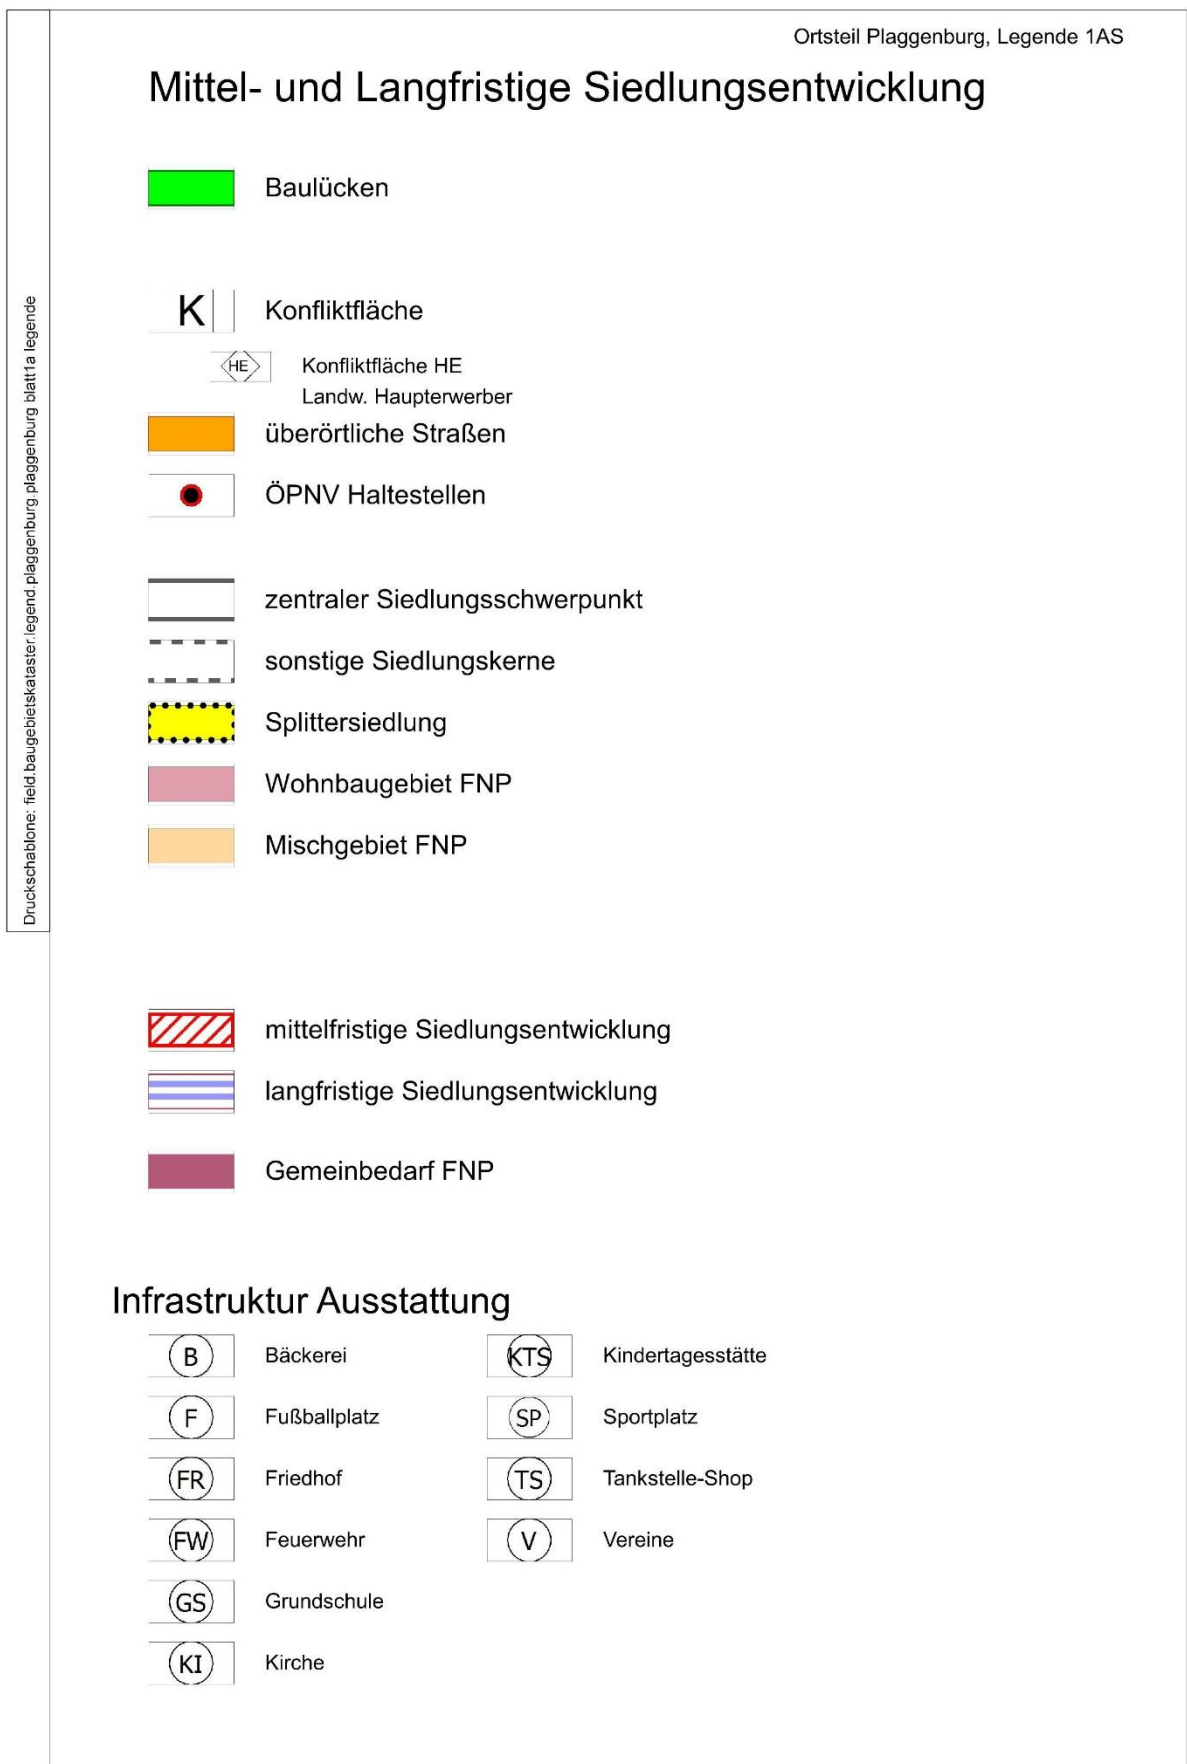 Ortsteil Plaggenburg, Legende 1AS
Mittel- und Langfristige Siedlungsentwicklung
Baulücken
K Konfliktfläche
HE Konfliktfläche HE
Landw. Haupterwerber
überörtliche Straßen
ÖPNV Haltestellen
zentraler Siedlungsschwerpunkt
sonstige Siedlungskerne
Splittersiedlung
Wohnbaugebiet FNP
Mischgebiet FNP
mittelfristige Siedlungsentwicklung
langfristige Siedlungsentwicklung
Gemeinbedarf FNP
Infrastruktur Ausstattung
B Bäckerei
F Fußballplatz
FR Friedhof
FW Feuerwehr
GS Grundschule
KI Kirche
KTS Kindertagesstätte
SP Sportplatz
TS Tankstelle-Shop
V Vereine
Druckschablone: field.baugebietskataster.legend.plaggenburg.plaggenburg blatt1a legende